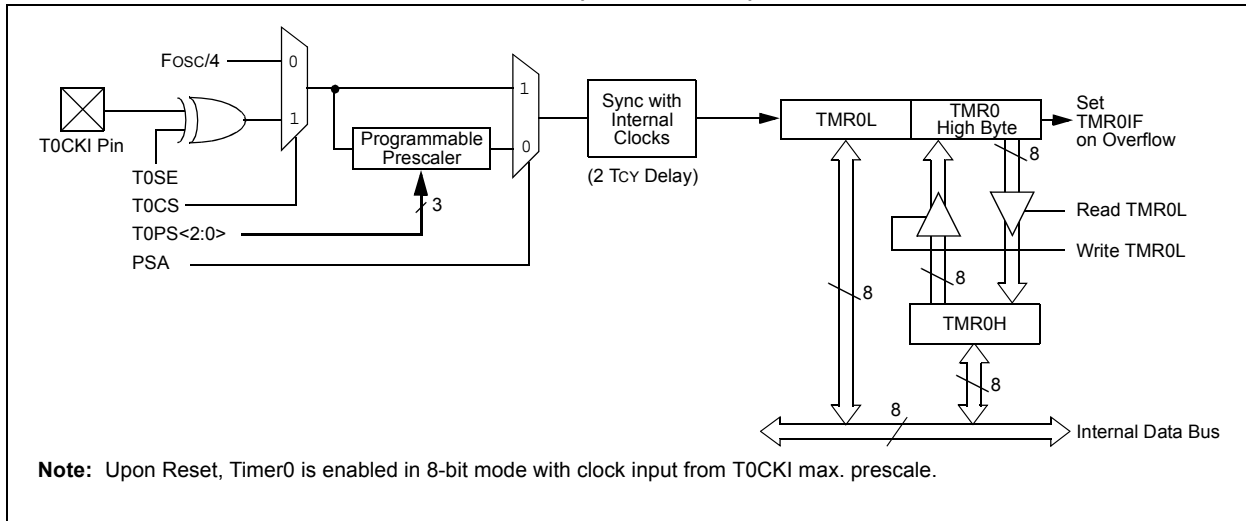 FOSC/4
0
1
T0CKI Pin
T0SE
T0CS
T0PS<2:0>
PSA
Programmable
Prescaler
3
1
0
Sync with
Internal
Clocks
(2 TCY Delay)
TMR0L
TMR0
High Byte
Set
TMR0IF
on Overflow
8
Read TMR0L
Write TMR0L
8
8
TMR0H
8
8
Internal Data Bus
Note: Upon Reset, Timer0 is enabled in 8-bit mode with clock input from T0CKI max. prescale.